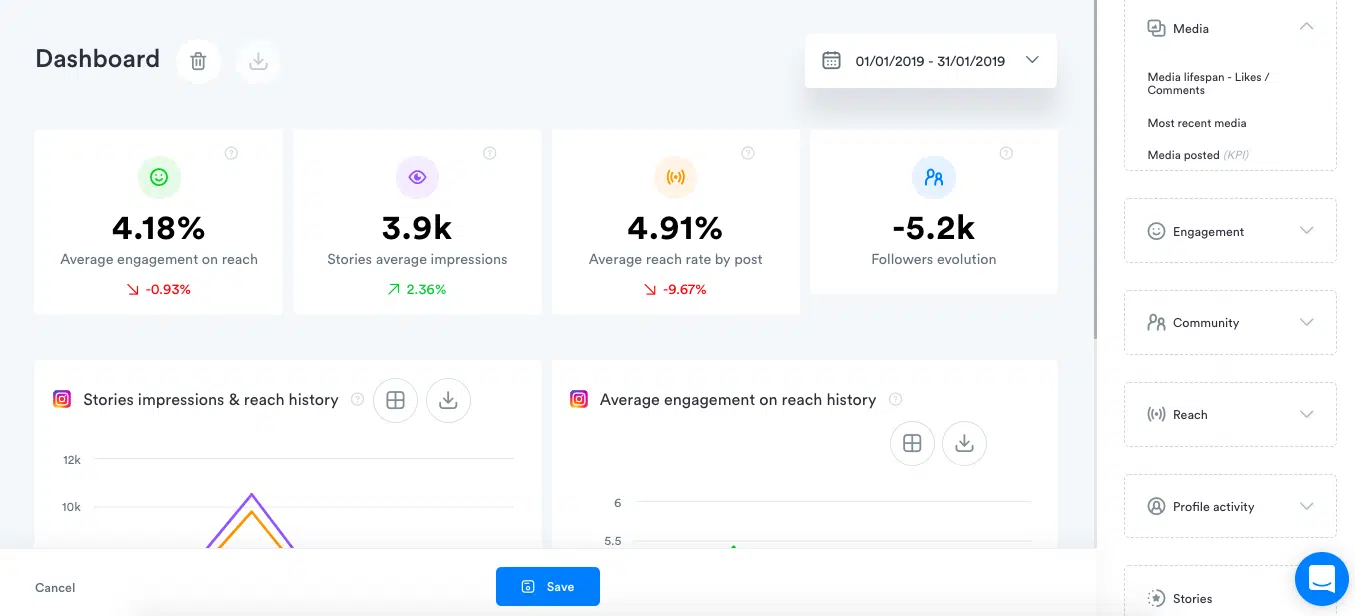 Dashboard
01/01/2019 - 31/01/2019
4.18%
Average engagement on reach
-0.93%
3.9k
Stories average impressions
2.36%
4.91%
Average reach rate by post
-9.67%
-5.2k
Followers evolution
Stories impressions & reach history
12k
10k
Average engagement on reach history
6
5.5
Cancel
Save
Media
Media lifespan - Likes /
Comments
Most recent media
Media posted (KPI)
Engagement
Community
Reach
Profile activity
Stories